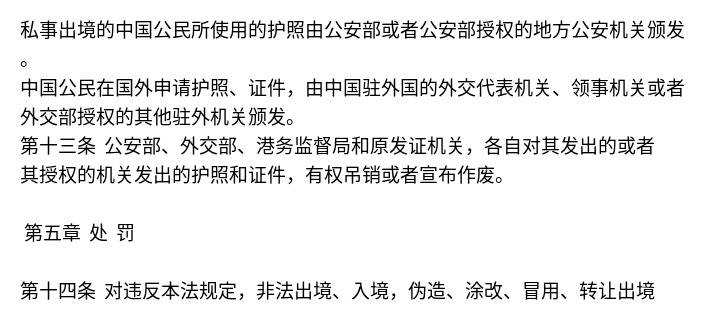 私事出境的中国公民所使用的护照由公安部或者公安部授权的地方公安机关颁发
。
中国公民在国外申请护照、证件，由中国驻外国的外交代表机关、领事机关或者
外交部授权的其他驻外机关颁发。
第十三条 公安部、外交部、港务监督局和原发证机关，各自对其发出的或者
其授权的机关发出的护照和证件，有权吊销或者宣布作废。
第五章 处 罚
第十四条 对违反本法规定，非法出境、入境，伪造、涂改、冒用、转让出境